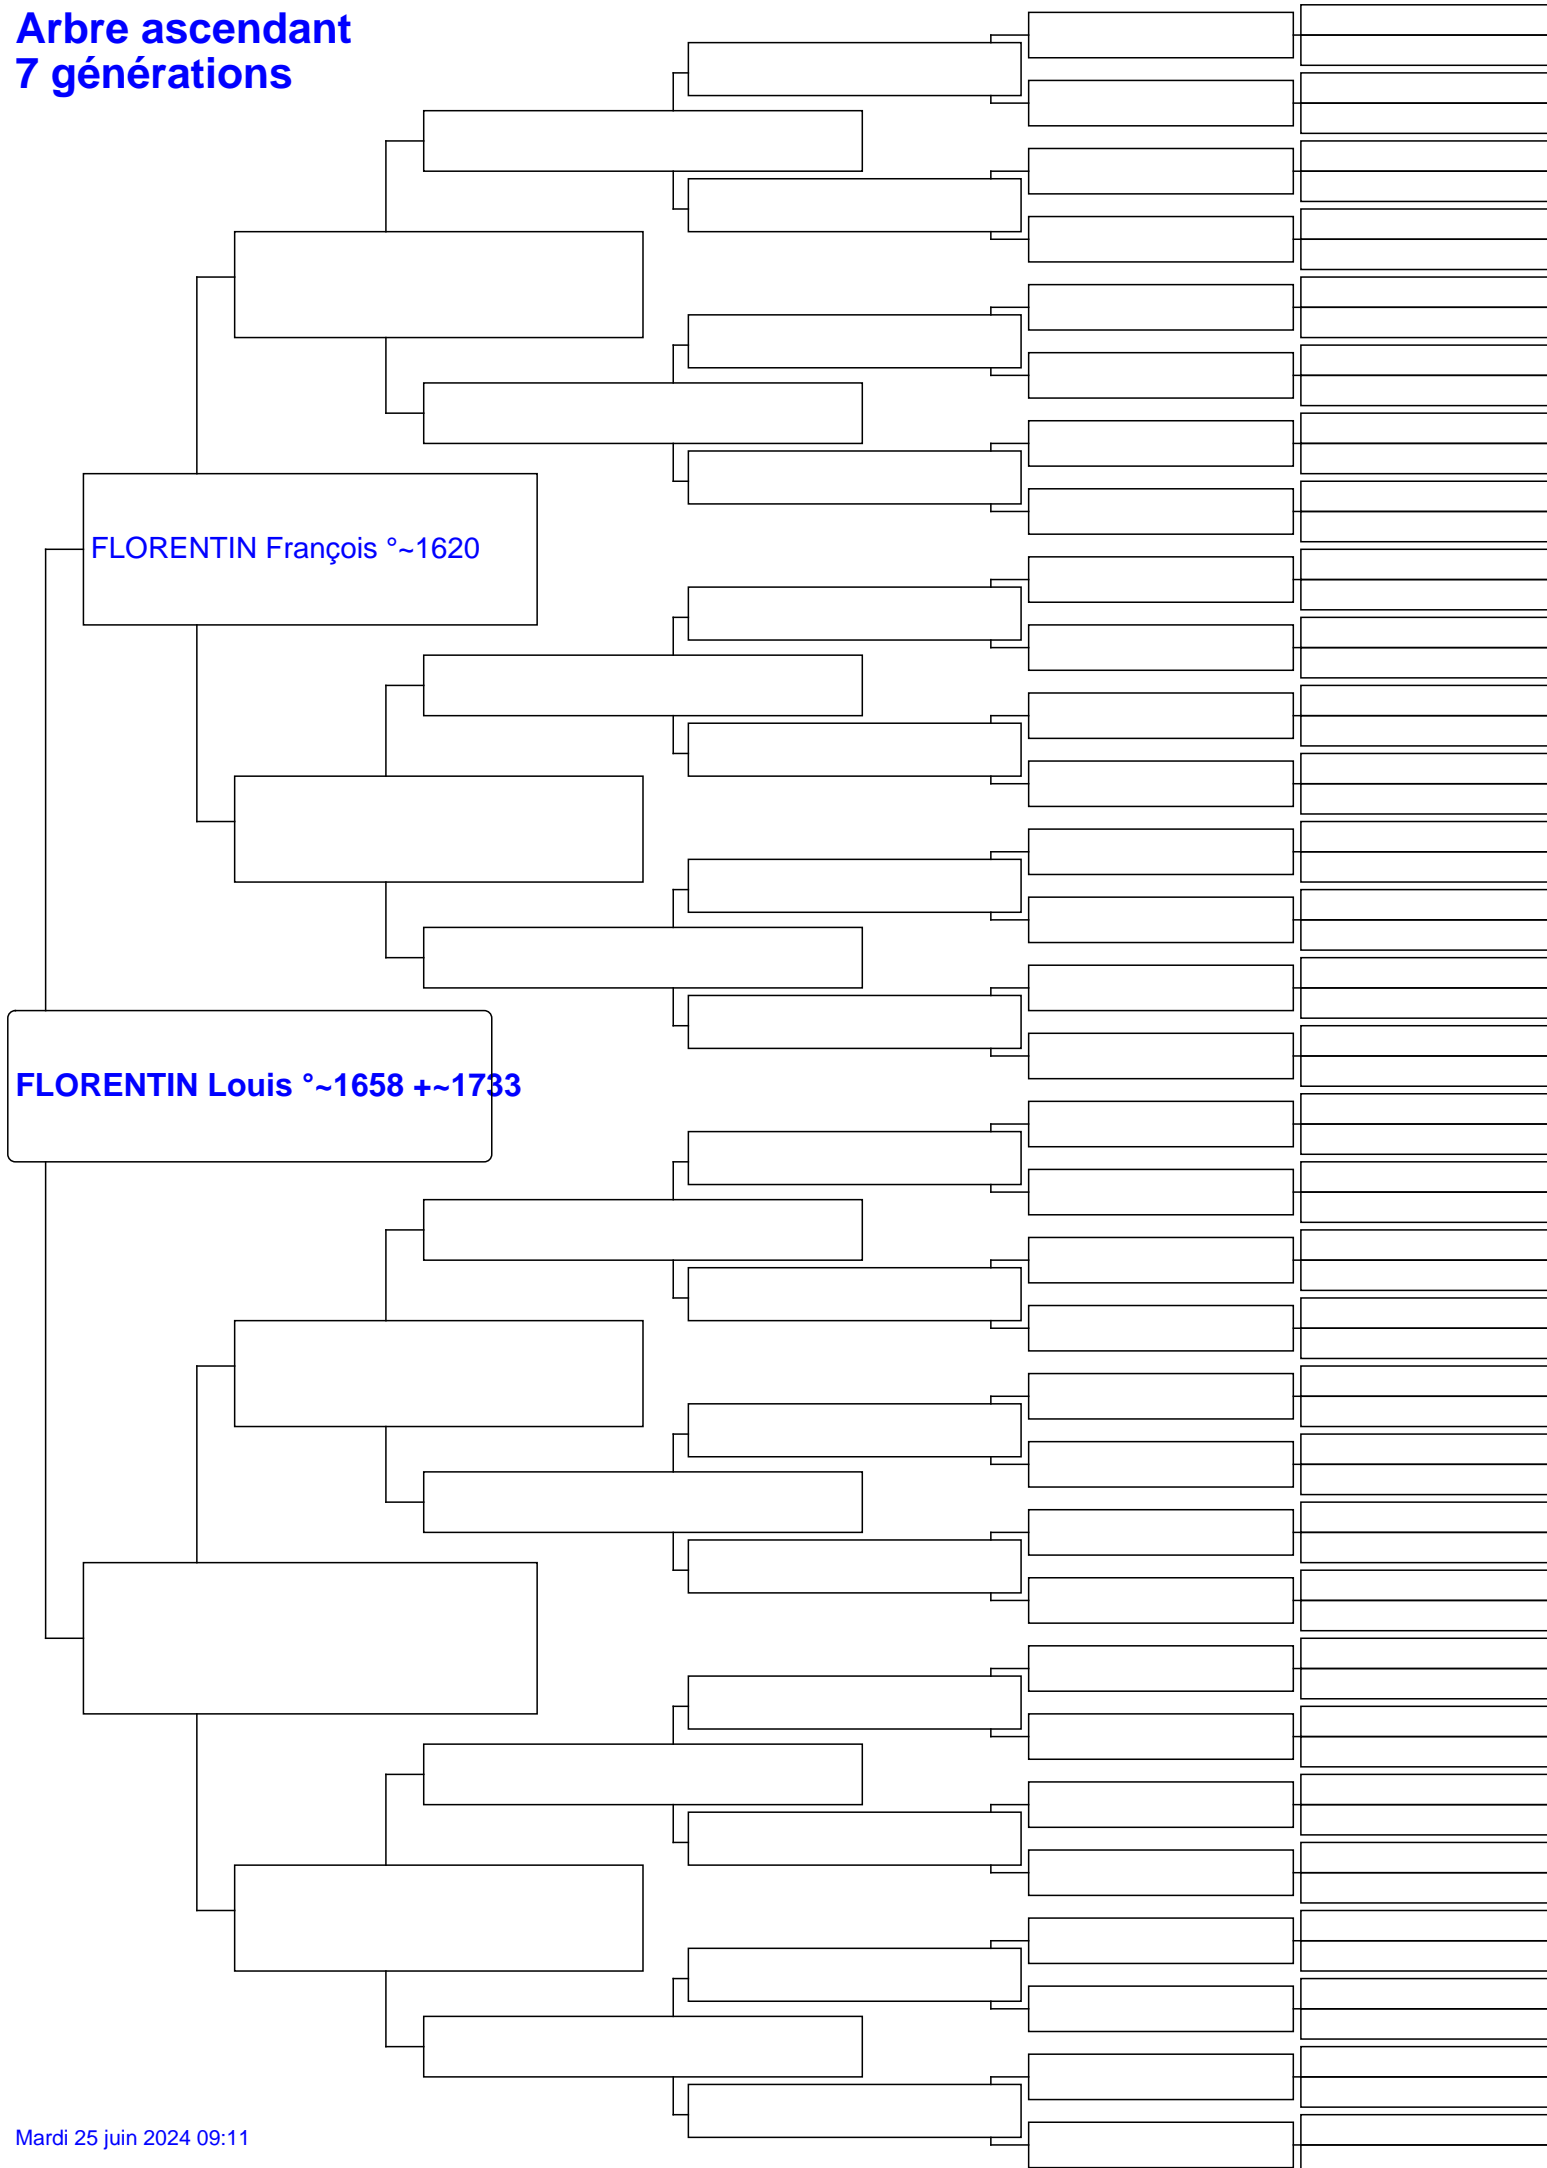 Arbre ascendant
7 générations
FLORENTIN François °~1620
FLORENTIN Louis °~1658 +~1733
Mardi 25 juin 2024 09:11